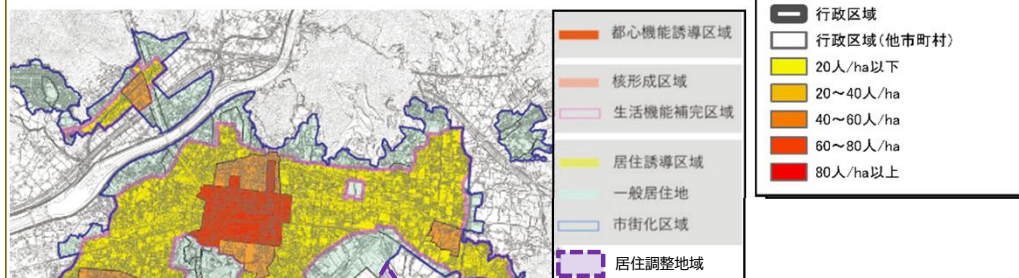 都心機能誘導区域
核形成区域
生活機能補完区域
居住誘導区域
一般居住地
市街化区域
居住調整地域
行政区域
行政区域(他市町村)
20人/ha以下
20～40人/ha
40～60人/ha
60～80人/ha
80人/ha以上